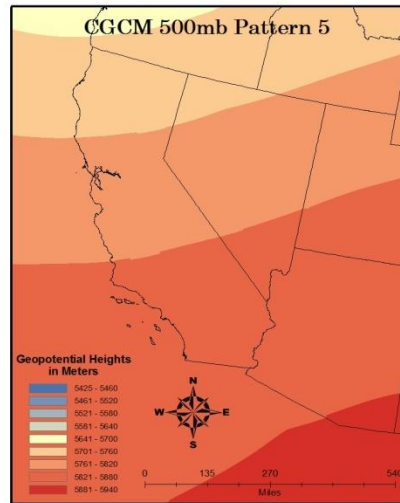 CGCM 500mb Pattern 5
Geopotential Heights
in Meters
5425 - 5460
5461 - 5520
5521 - 5580
5581 - 5640
5641 - 5700
5701 - 5760
5761 - 5820
5821 - 5880
5881 - 5940
N
W E
S
0 135 270 540
Miles